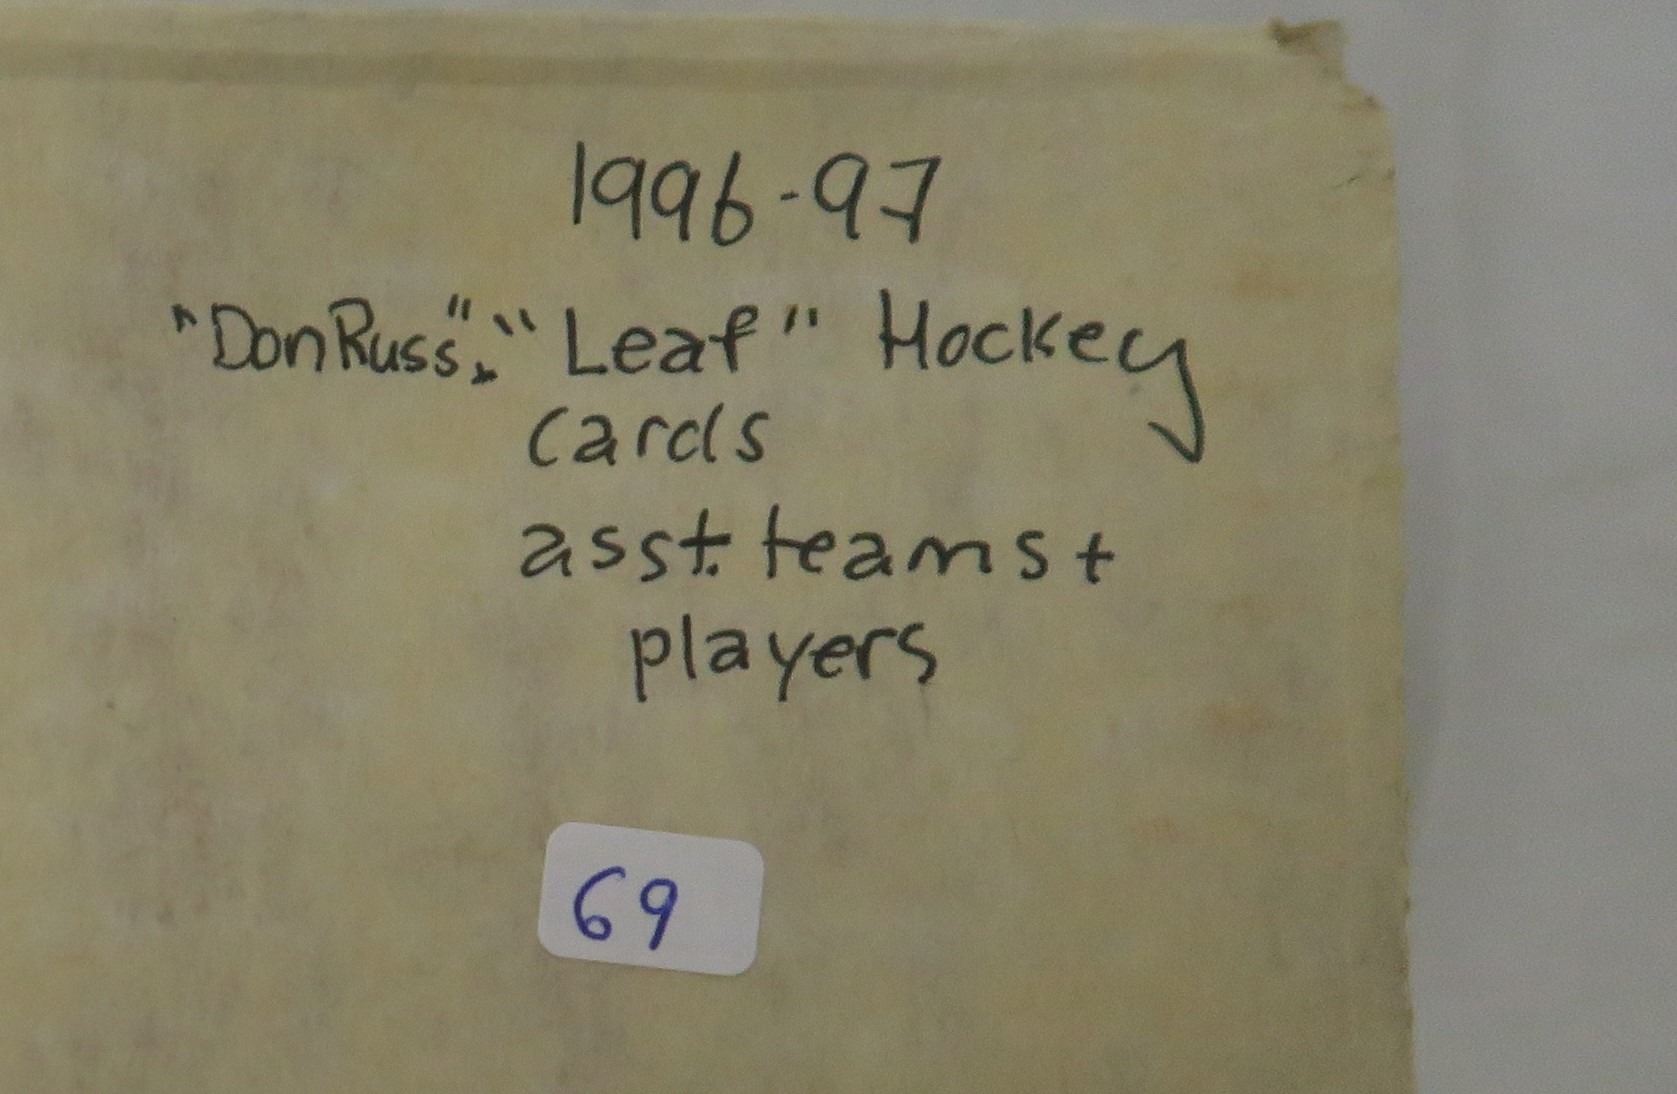 1996-97
"DonRuss", "Leaf" Hockey
cards
asst. teams +
players
69